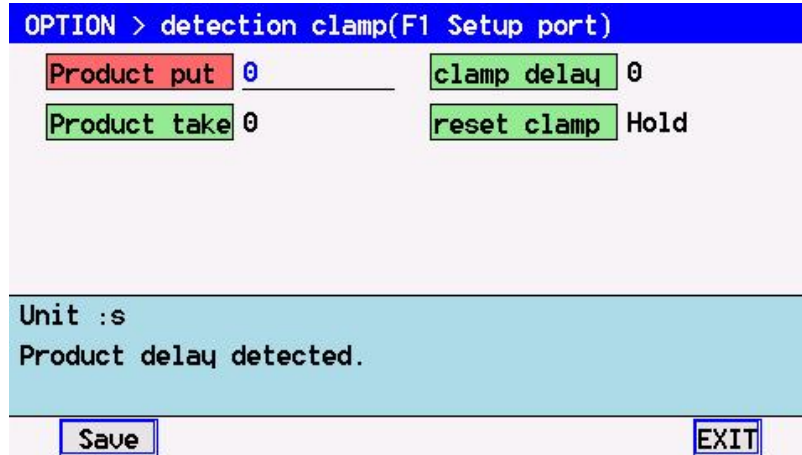 OPTION > detection clamp(F1 Setup port)
Product put 0 clamp delay 0
Product take 0 reset clamp Hold
Unit :s
Product delay detected.
Save EXIT